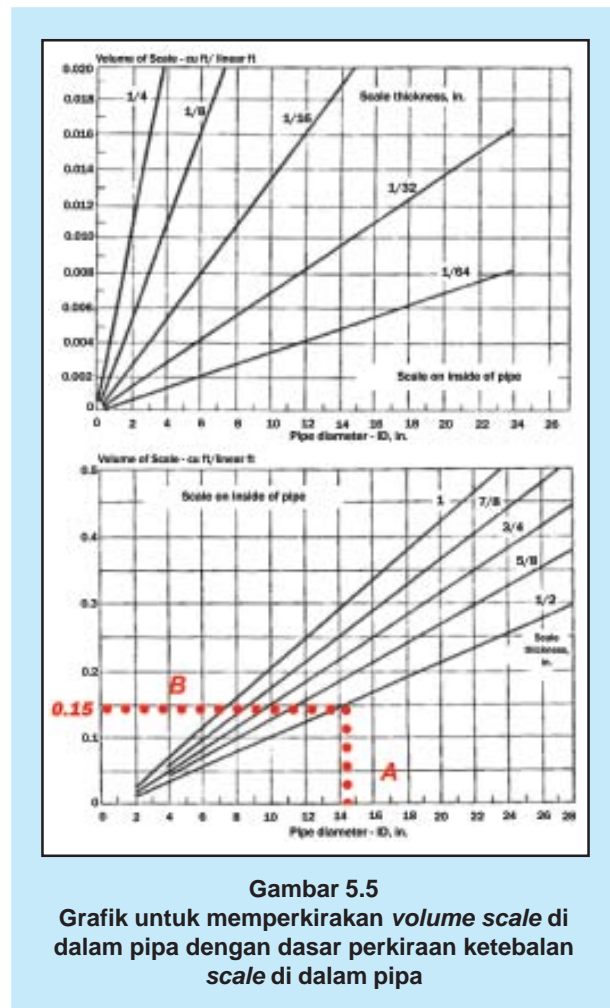 Volume of Scale - cu ft/ linear ft
0.020
0.018
0.016
0.014
0.012
0.010
0.008
0.006
0.004
0.002
0
1/4
1/8
1/16
Scale thickness, in.
1/32
1/64
Scale on inside of pipe
0 2 4 6 8 10 12 14 16 18 20 22 24 26
Pipe diameter - ID, in.
Volume of Scale - cu ft/linear ft
0.5
0.4
0.3
0.2
0.15
0.1
0
Scale on inside of pipe
1
7/8
3/4
5/8
1/2
Scale
thickness,
in.
B
A
0 2 4 6 8 10 12 14 16 18 20 22 24 26 28
Pipe diameter - ID, in.
Gambar 5.5
Grafik untuk memperkirakan volume scale di
dalam pipa dengan dasar perkiraan ketebalan
scale di dalam pipa